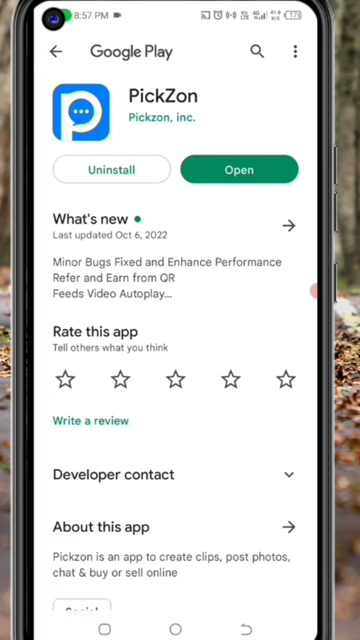 8:57 PM
Google Play
PickZon
Pickzon, inc.
Uninstall
Open
What's new
Last updated Oct 6, 2022
Minor Bugs Fixed and Enhance Performance
Refer and Earn from QR
Feeds Video Autoplay...
Rate this app
Tell others what you think
Write a review
Developer contact
About this app
Pickzon is an app to create clips, post photos,
chat & buy or sell online
Social